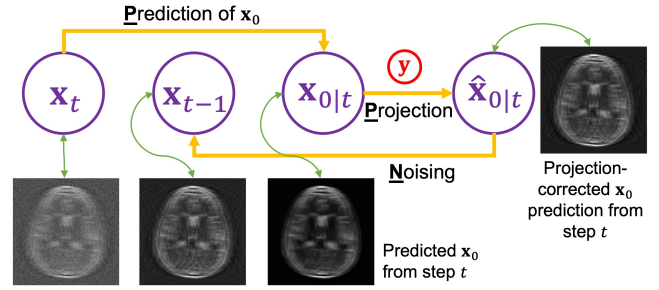 Prediction of x₀
xₜ
xₜ₋₁
x₀|ₜ
y
Projection
x̂₀|ₜ
Noising
Predicted x₀
from step t
Projection-
corrected x₀
prediction from
step t